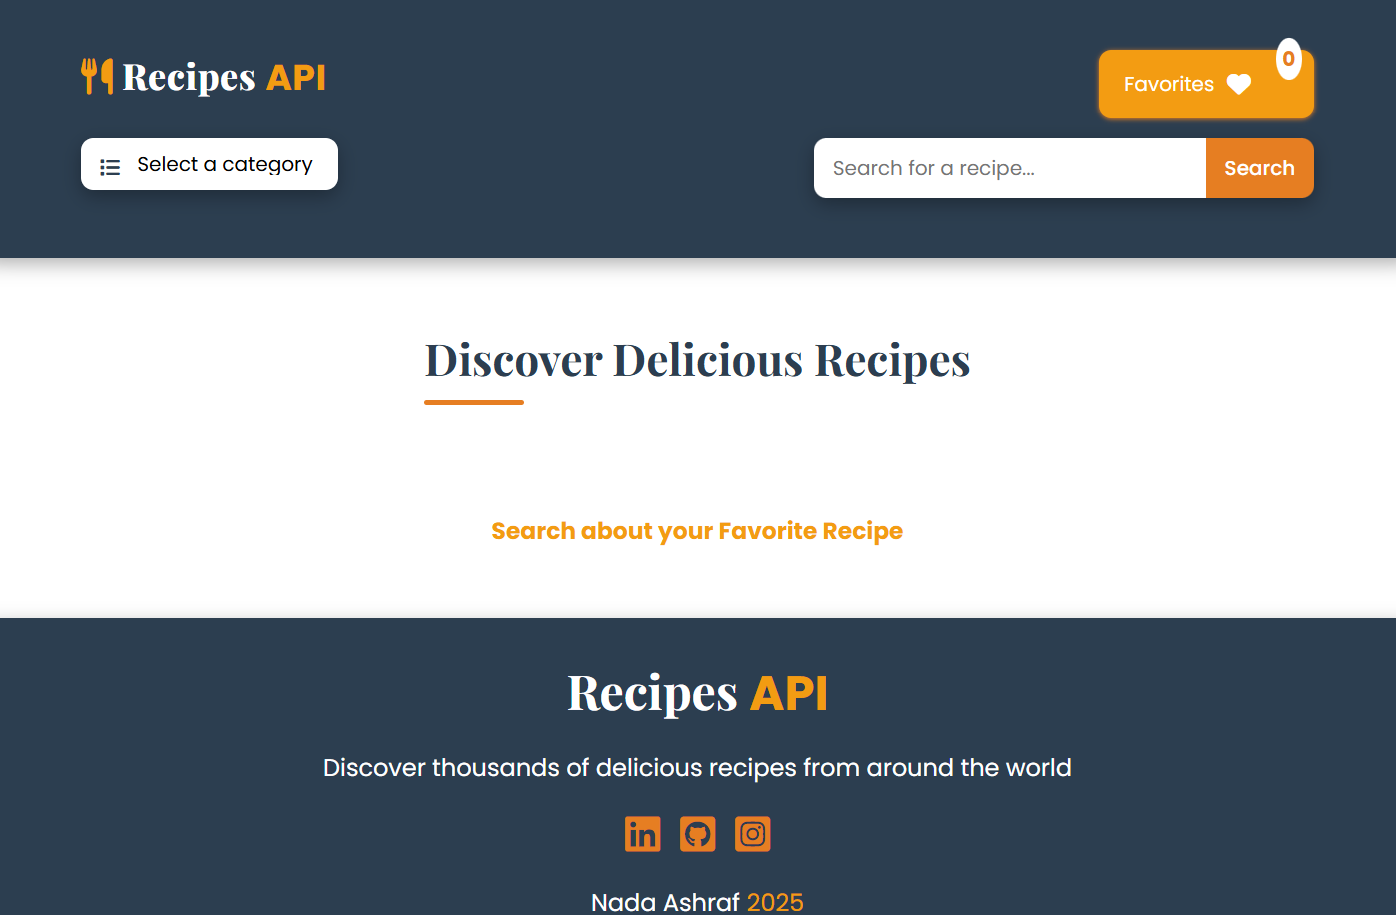 Recipes API
Favorites
0
Select a category
Search for a recipe...
Search
Discover Delicious Recipes
Search about your Favorite Recipe
Recipes API
Discover thousands of delicious recipes from around the world
Nada Ashraf 2025